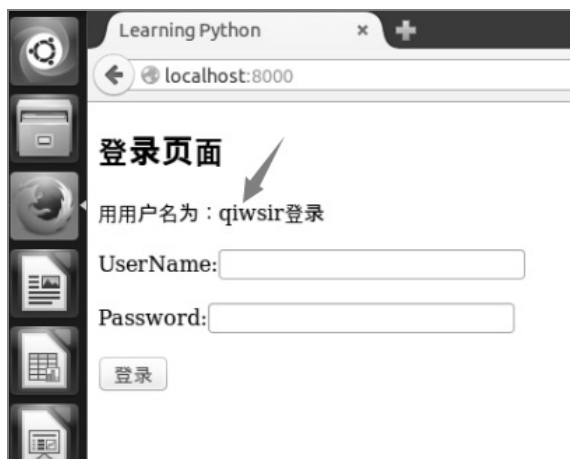 Learning Python
localhost:8000
登录页面
用用户名为：qiwsir登录
UserName:
Password:
登录